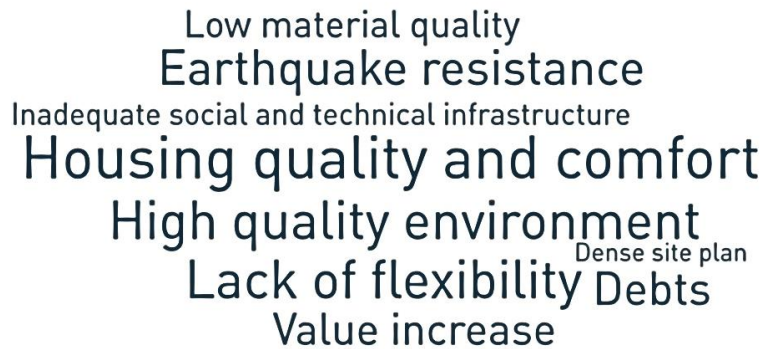 Low material quality
Earthquake resistance
Inadequate social and technical infrastructure
Housing quality and comfort
High quality environment
Dense site plan
Lack of flexibility
Debts
Value increase